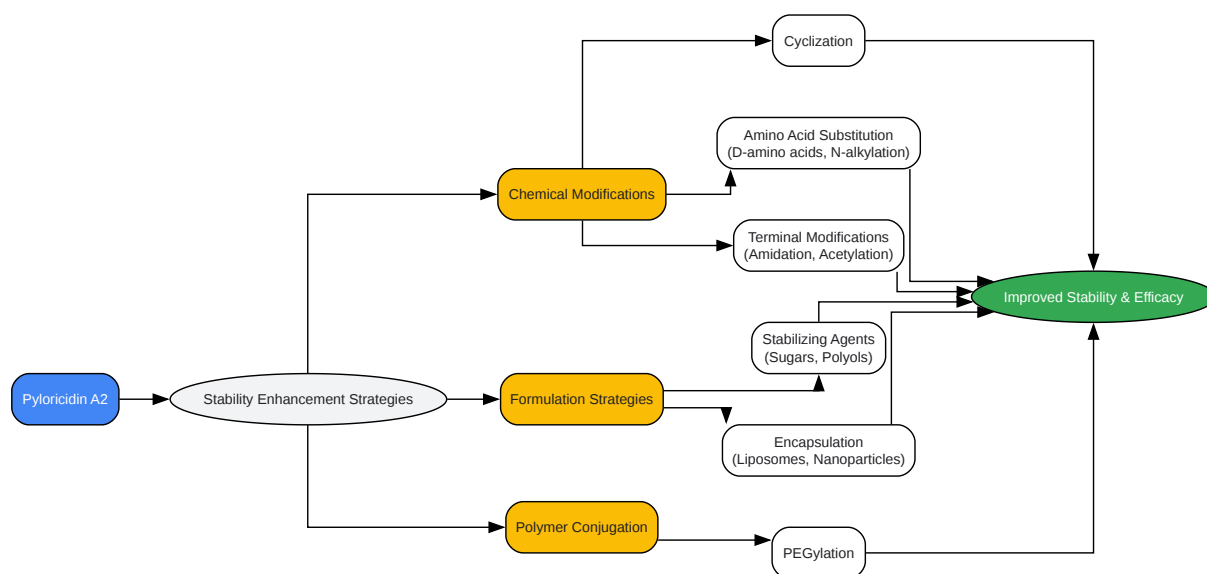 Pyloricidin A2
Stability Enhancement Strategies
Chemical Modifications
Formulation Strategies
Polymer Conjugation
Cyclization
Amino Acid Substitution
(D-amino acids, N-alkylation)
Terminal Modifications
(Amidation, Acetylation)
Stabilizing Agents
(Sugars, Polyols)
Encapsulation
(Liposomes, Nanoparticles)
PEGylation
Improved Stability & Efficacy